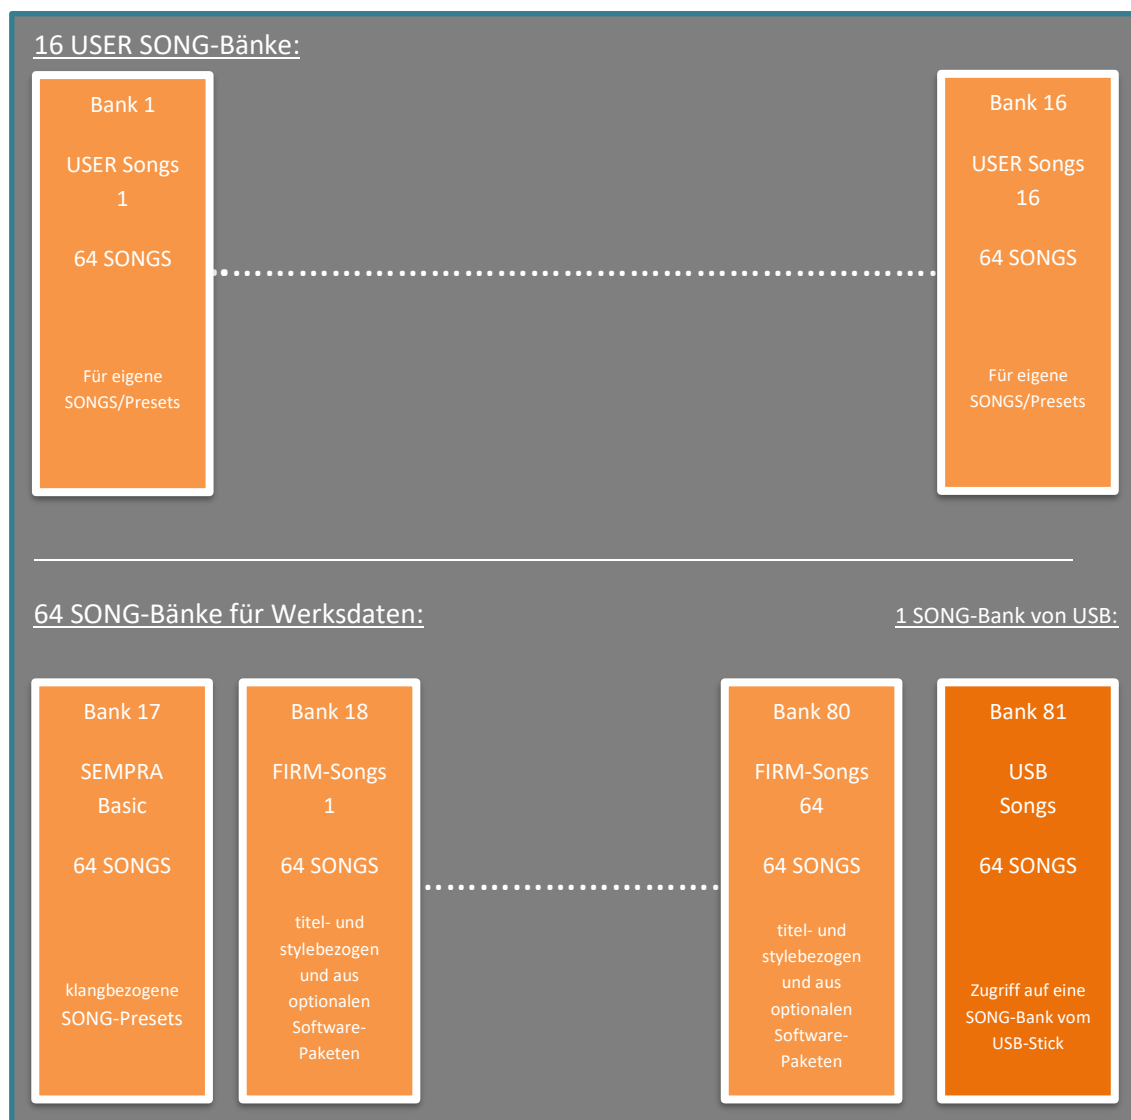 16 USER SONG-Bänke:
Bank 1
USER Songs
1
64 SONGS
Für eigene
SONGS/Presets
Bank 16
USER Songs
16
64 SONGS
Für eigene
SONGS/Presets
64 SONG-Bänke für Werksdaten:
1 SONG-Bank von USB:
Bank 17
SEMPRA
Basic
64 SONGS
klangbezogene
SONG-Presets
Bank 18
FIRM-Songs
1
64 SONGS
titel- und
stylebezogen
und aus
optionalen
Software-
Paketen
Bank 80
FIRM-Songs
64
64 SONGS
titel- und
stylebezogen
und aus
optionalen
Software-
Paketen
Bank 81
USB
Songs
64 SONGS
Zugriff auf eine
SONG-Bank vom
USB-Stick